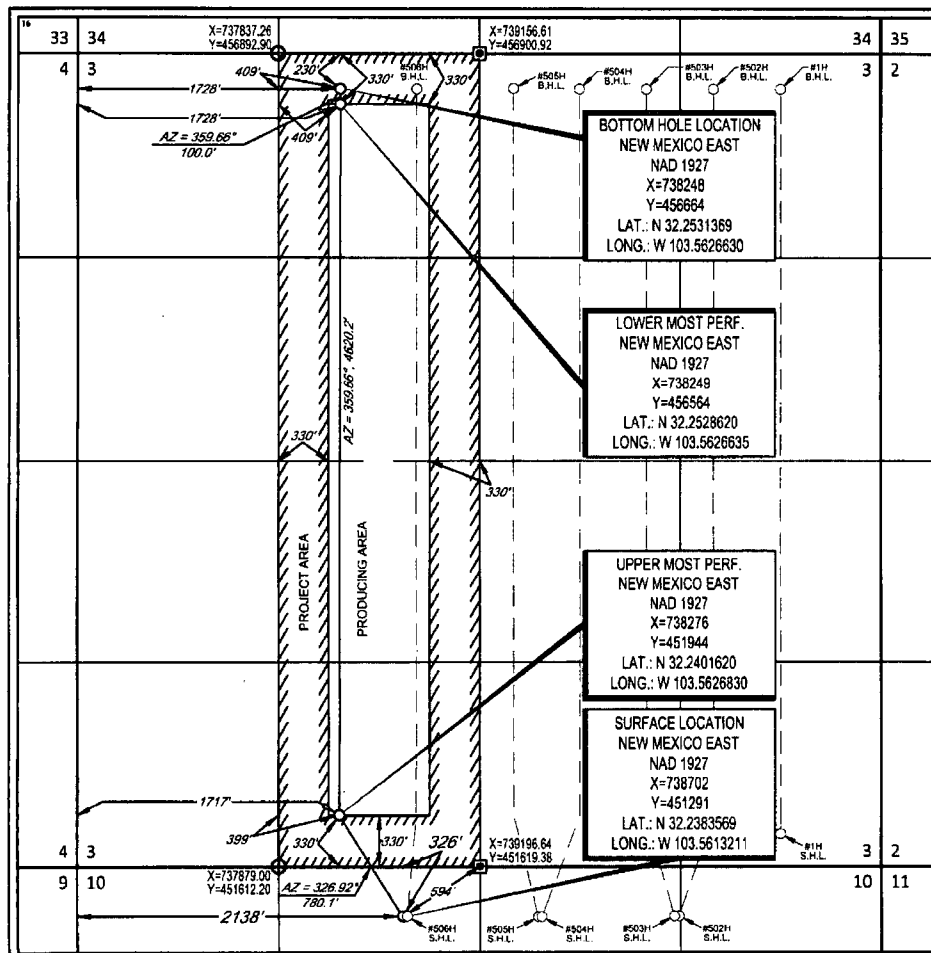 16
33 34
4 3
X=737837.26
Y=456892.90
X=739156.61
Y=456900.92
34 35
3 2
409'
230'
330'
#506H
B.H.L.
330'
#505H
B.H.L.
#504H
B.H.L.
#503H
B.H.L.
#502H
B.H.L.
#1H
B.H.L.
1728'
1728'
AZ = 359.66°
100.0'
409'
BOTTOM HOLE LOCATION
NEW MEXICO EAST
NAD 1927
X=738248
Y=456664
LAT.: N 32.2531369
LONG.: W 103.5626630
LOWER MOST PERF.
NEW MEXICO EAST
NAD 1927
X=738249
Y=456564
LAT.: N 32.2528620
LONG.: W 103.5626635
AZ = 359.66°, 4620.2'
330'
330'
PROJECT AREA
PRODUCING AREA
UPPER MOST PERF.
NEW MEXICO EAST
NAD 1927
X=738276
Y=451944
LAT.: N 32.2401620
LONG.: W 103.5626830
SURFACE LOCATION
NEW MEXICO EAST
NAD 1927
X=738702
Y=451291
LAT.: N 32.2383569
LONG.: W 103.5613211
1717'
399'
330'
330'
326'
X=739196.64
Y=451619.38
#1H
S.H.L.
4 3
9 10
X=737879.00
Y=451612.20
AZ = 326.92°
780.1'
594'
3 2
10 11
2138'
#506H
S.H.L.
#505H
S.H.L.
#504H
S.H.L.
#503H
S.H.L.
#502H
S.H.L.